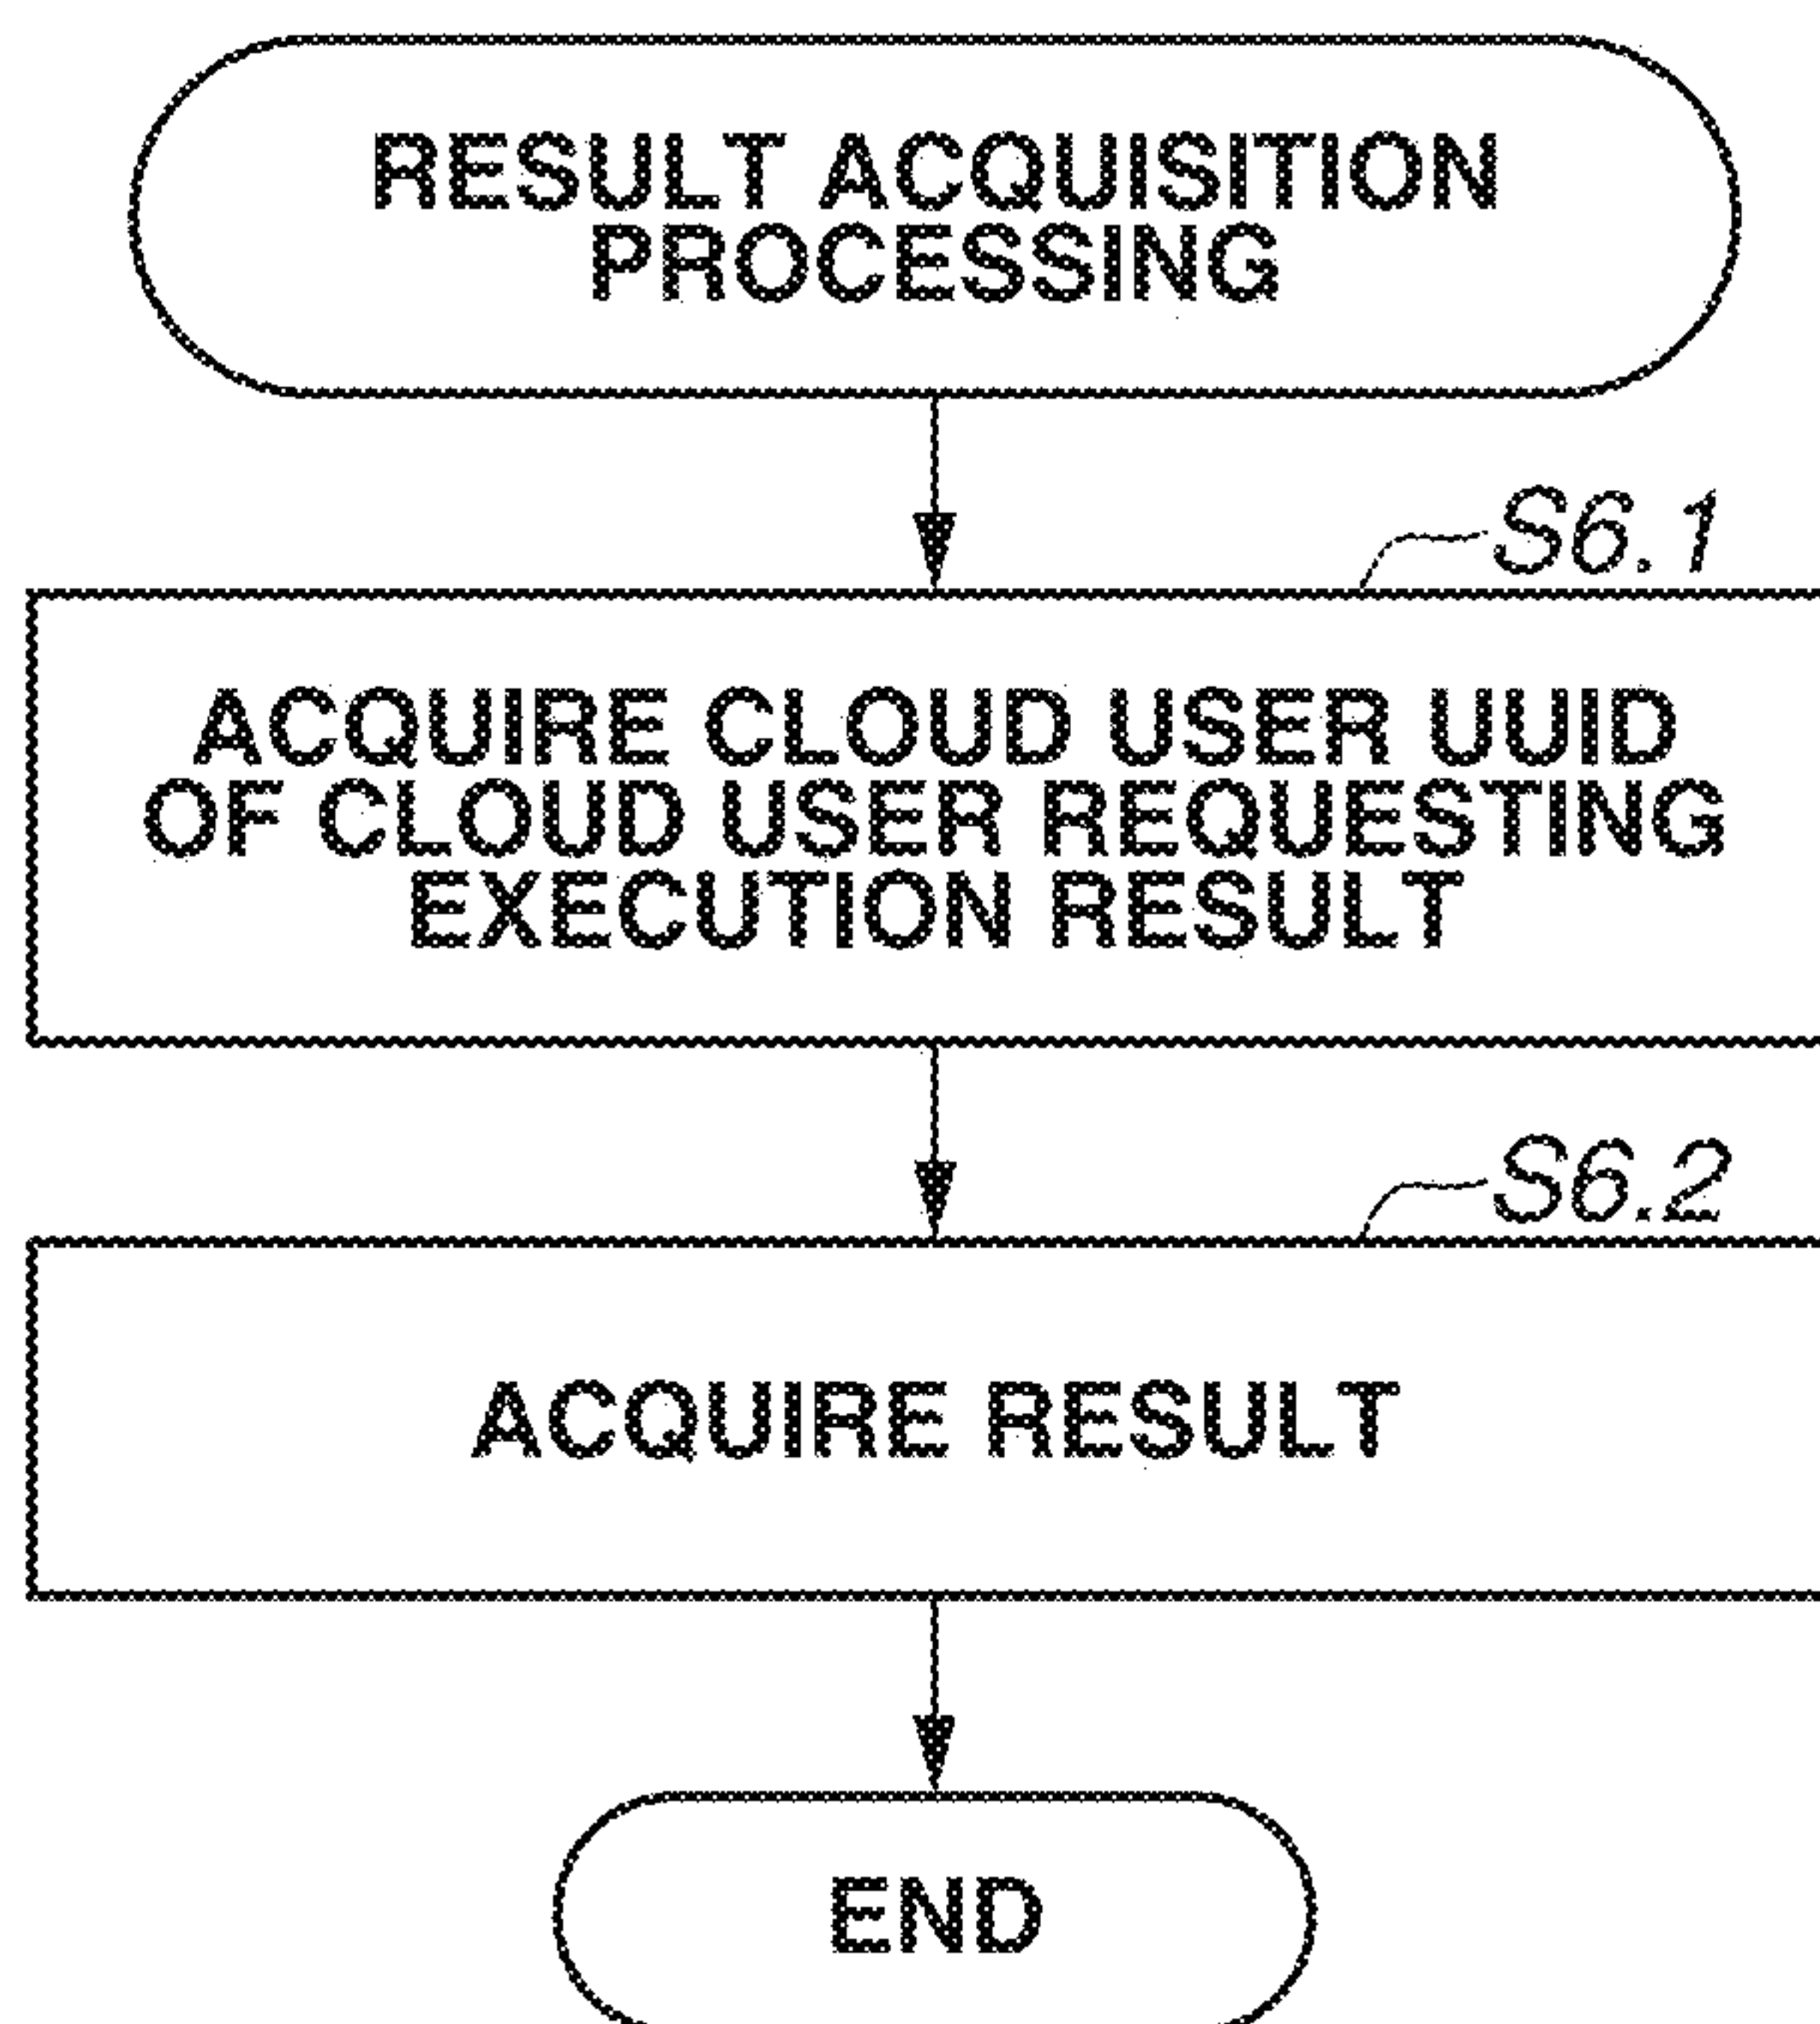 RESULT ACQUISITION
PROCESSING
S6.1
ACQUIRE CLOUD USER UUID
OF CLOUD USER REQUESTING
EXECUTION RESULT
S6.2
ACQUIRE RESULT
END